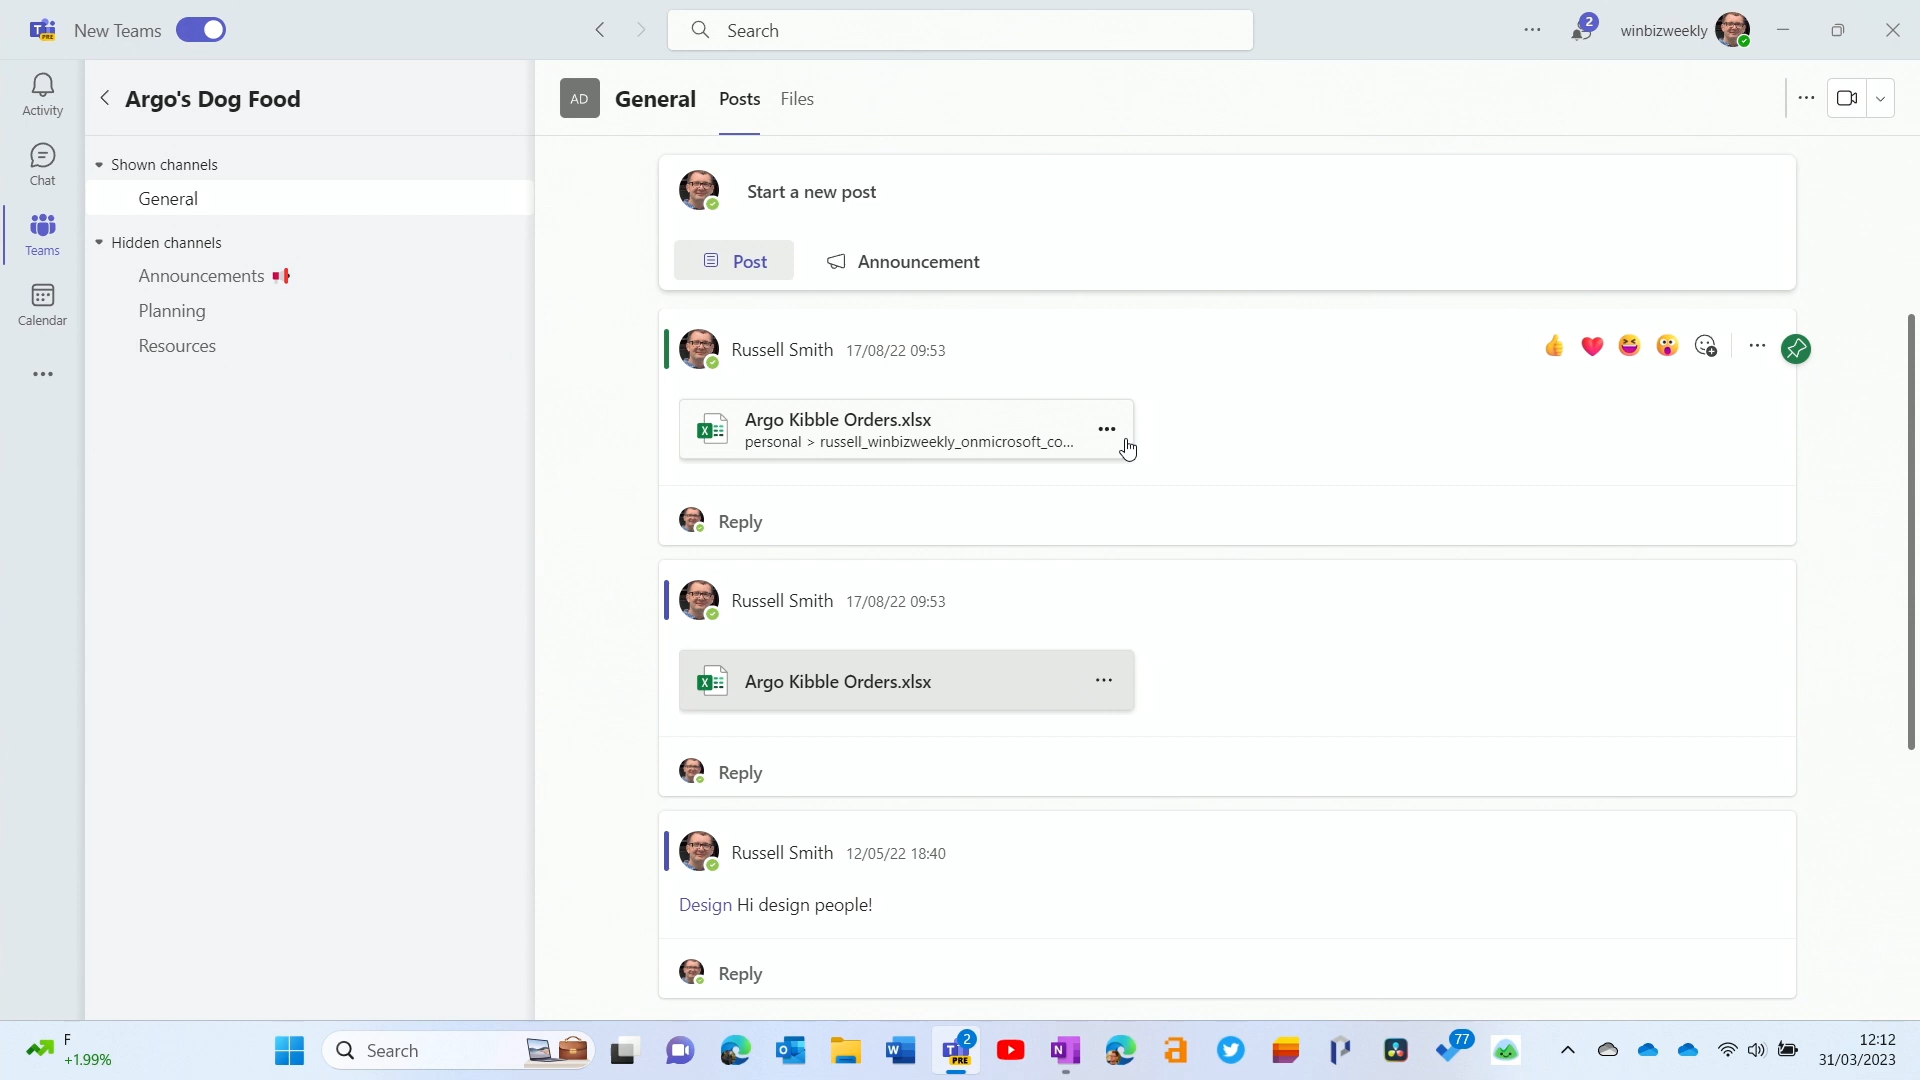 New Teams
Search
2
winbizweekly
Activity
Chat
Teams
Calendar
Argo's Dog Food
Shown channels
General
Hidden channels
Announcements
Planning
Resources
AD
General
Posts
Files
Start a new post
Post
Announcement
Russell Smith 17/08/22 09:53
Argo Kibble Orders.xlsx
personal > russell_winbizweekly_onmicrosoft_co...
Reply
Russell Smith 17/08/22 09:53
Argo Kibble Orders.xlsx
Reply
Russell Smith 12/05/22 18:40
Design Hi design people!
Reply
F
+1.99%
Search
2
77
12:12
31/03/2023